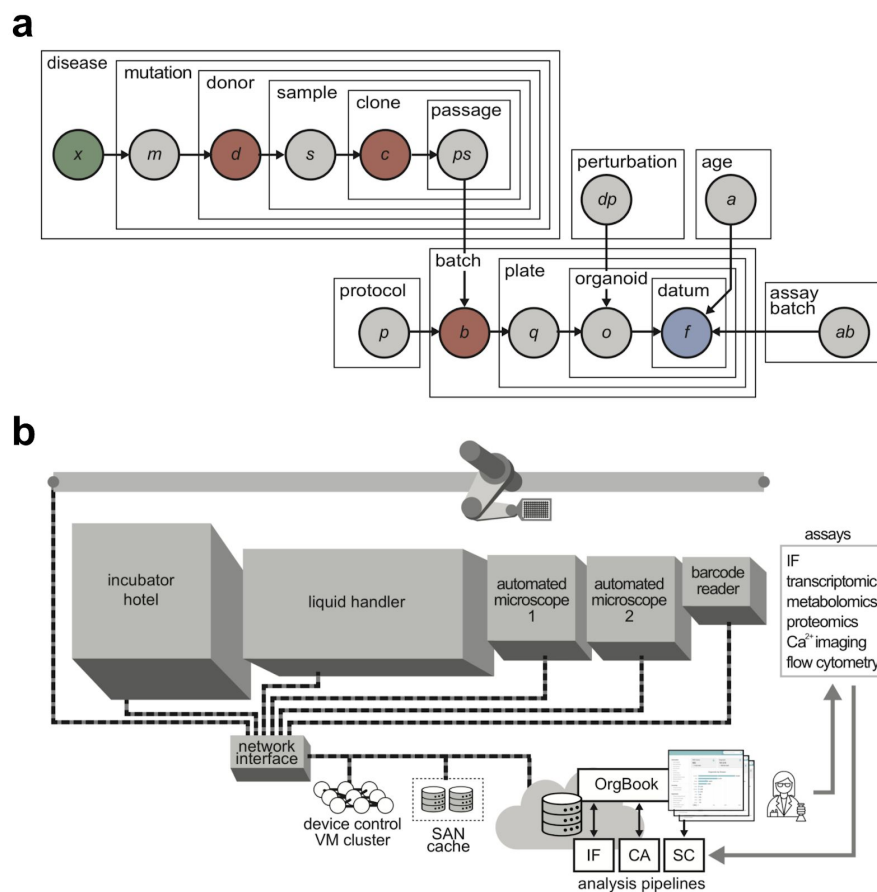 a
disease
mutation
donor
sample
clone
passage
x
m
d
s
c
ps
perturbation
dp
age
a
batch
plate
organoid
datum
protocol
p
b
q
o
f
assay
batch
ab
b
incubator
hotel
liquid handler
automated
microscope
1
automated
microscope
2
barcode
reader
assays
IF
transcriptomic
metabolomics
proteomics
Ca²⁺ imaging
flow cytometry
network
interface
device control
VM cluster
SAN
cache
OrgBook
IF
CA
SC
analysis pipelines